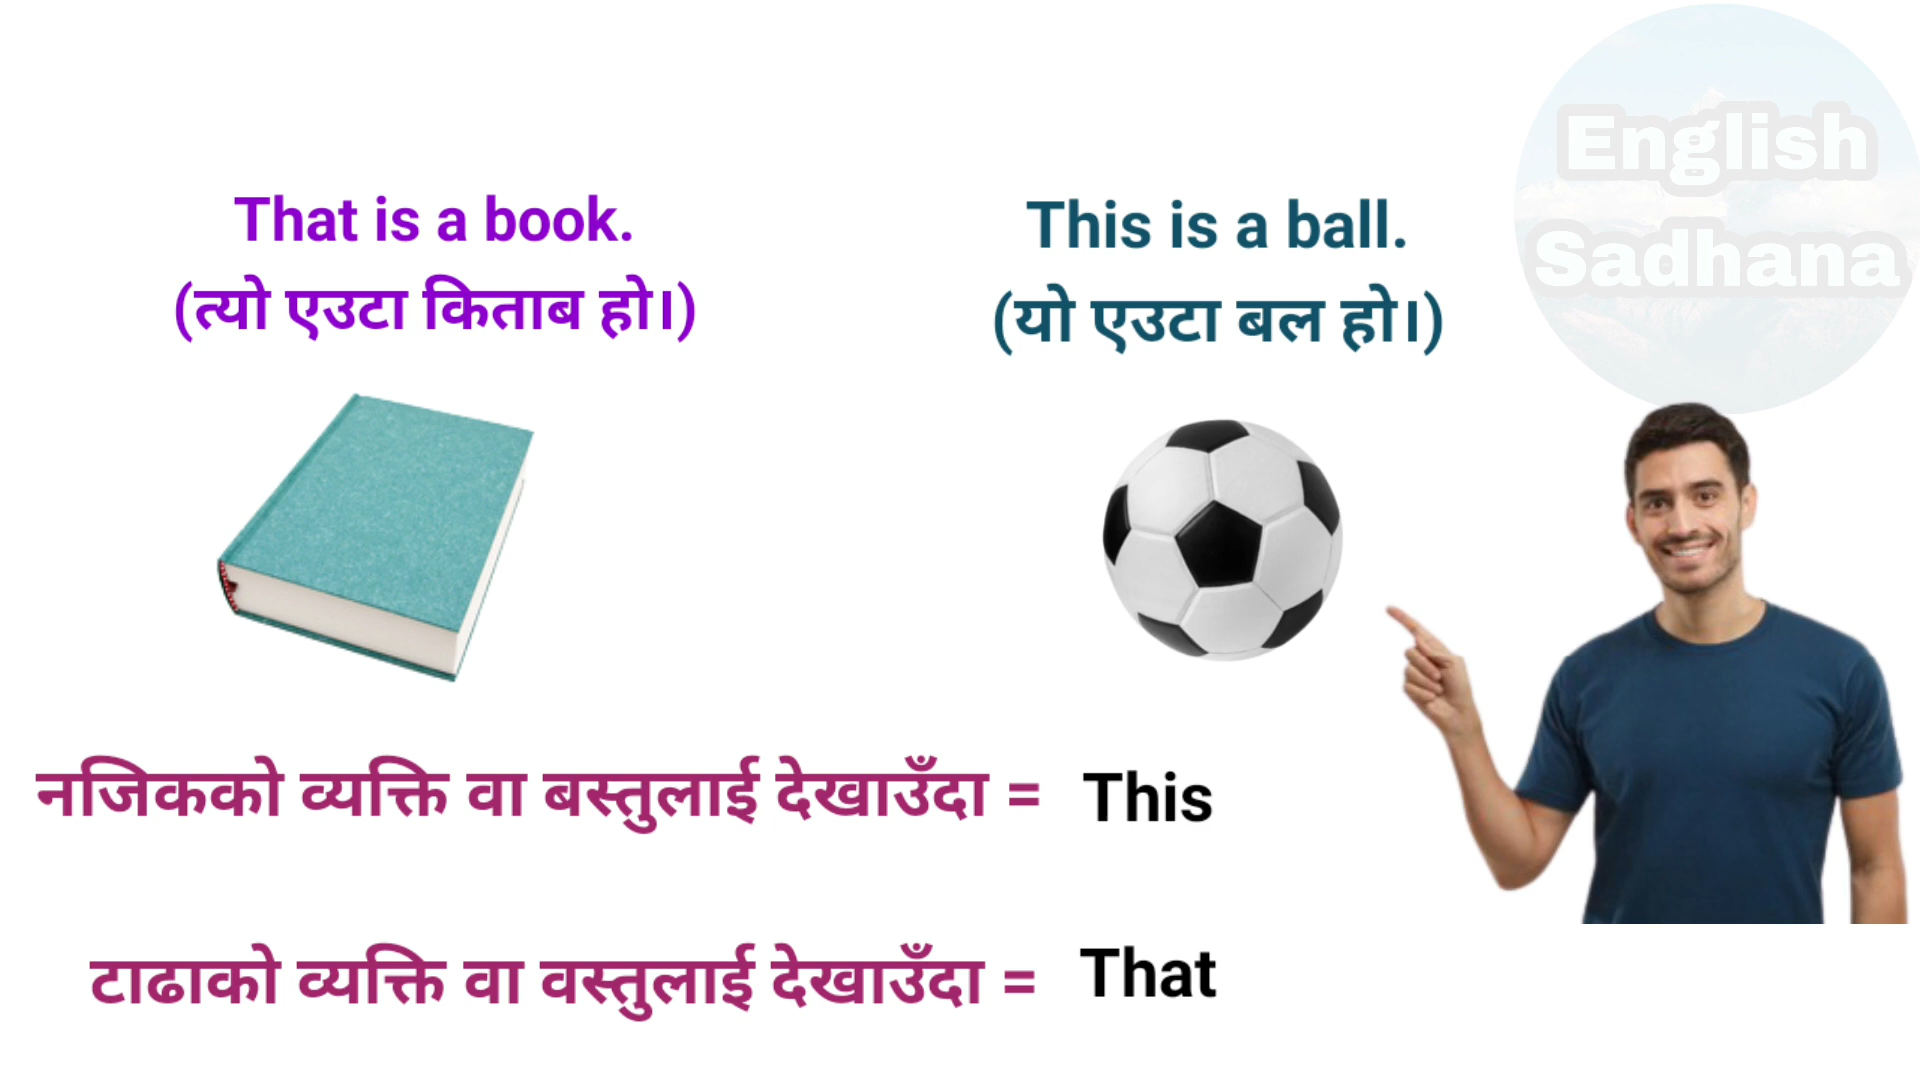 English
Sadhana
That is a book.
(त्यो एउटा किताब हो।)
This is a ball.
(यो एउटा बल हो।)
नजिकको व्यक्ति वा बस्तुलाई देखाउँदा = This
टाढाको व्यक्ति वा वस्तुलाई देखाउँदा = That